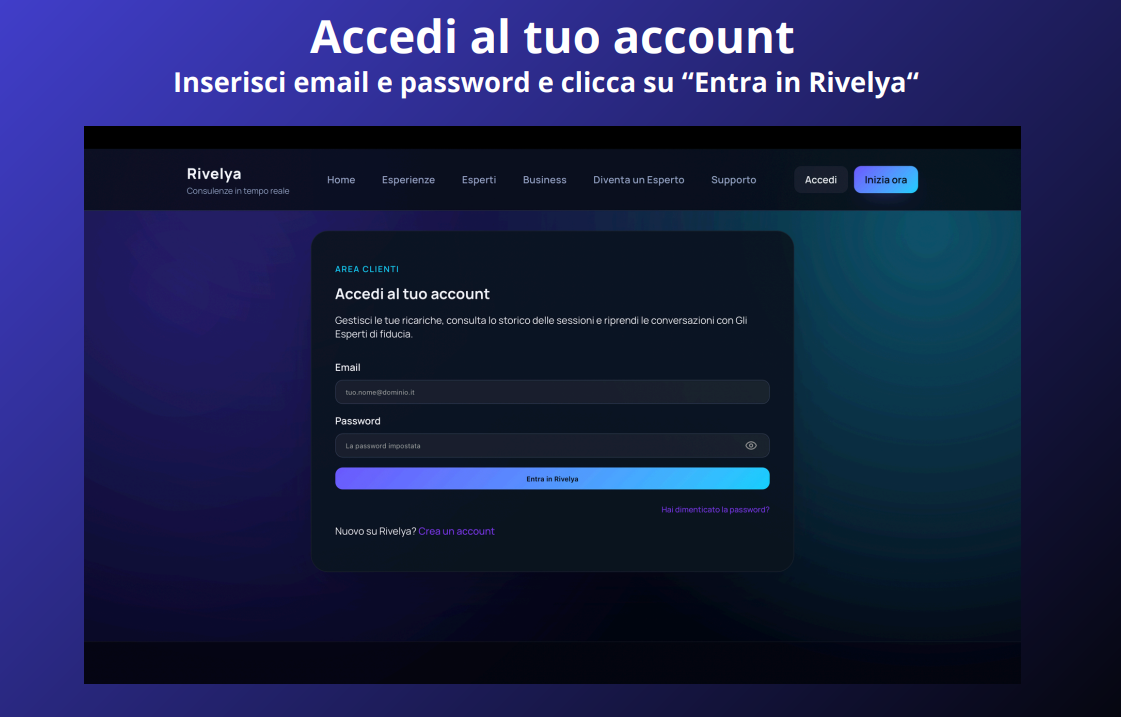 Accedi al tuo account
Inserisci email e password e clicca su “Entra in Rivelya“
Rivelya
Consulenze in tempo reale
Home
Esperienze
Esperti
Business
Diventa un Esperto
Supporto
Accedi
Inizia ora
AREA CLIENTI
Accedi al tuo account
Gestisci le tue ricariche, consulta lo storico delle sessioni e riprendi le conversazioni con Gli
Esperti di fiducia.
Email
tuo.nome@dominio.it
Password
La password impostata
Entra in Rivelya
Hai dimenticato la password?
Nuovo su Rivelya? Crea un account